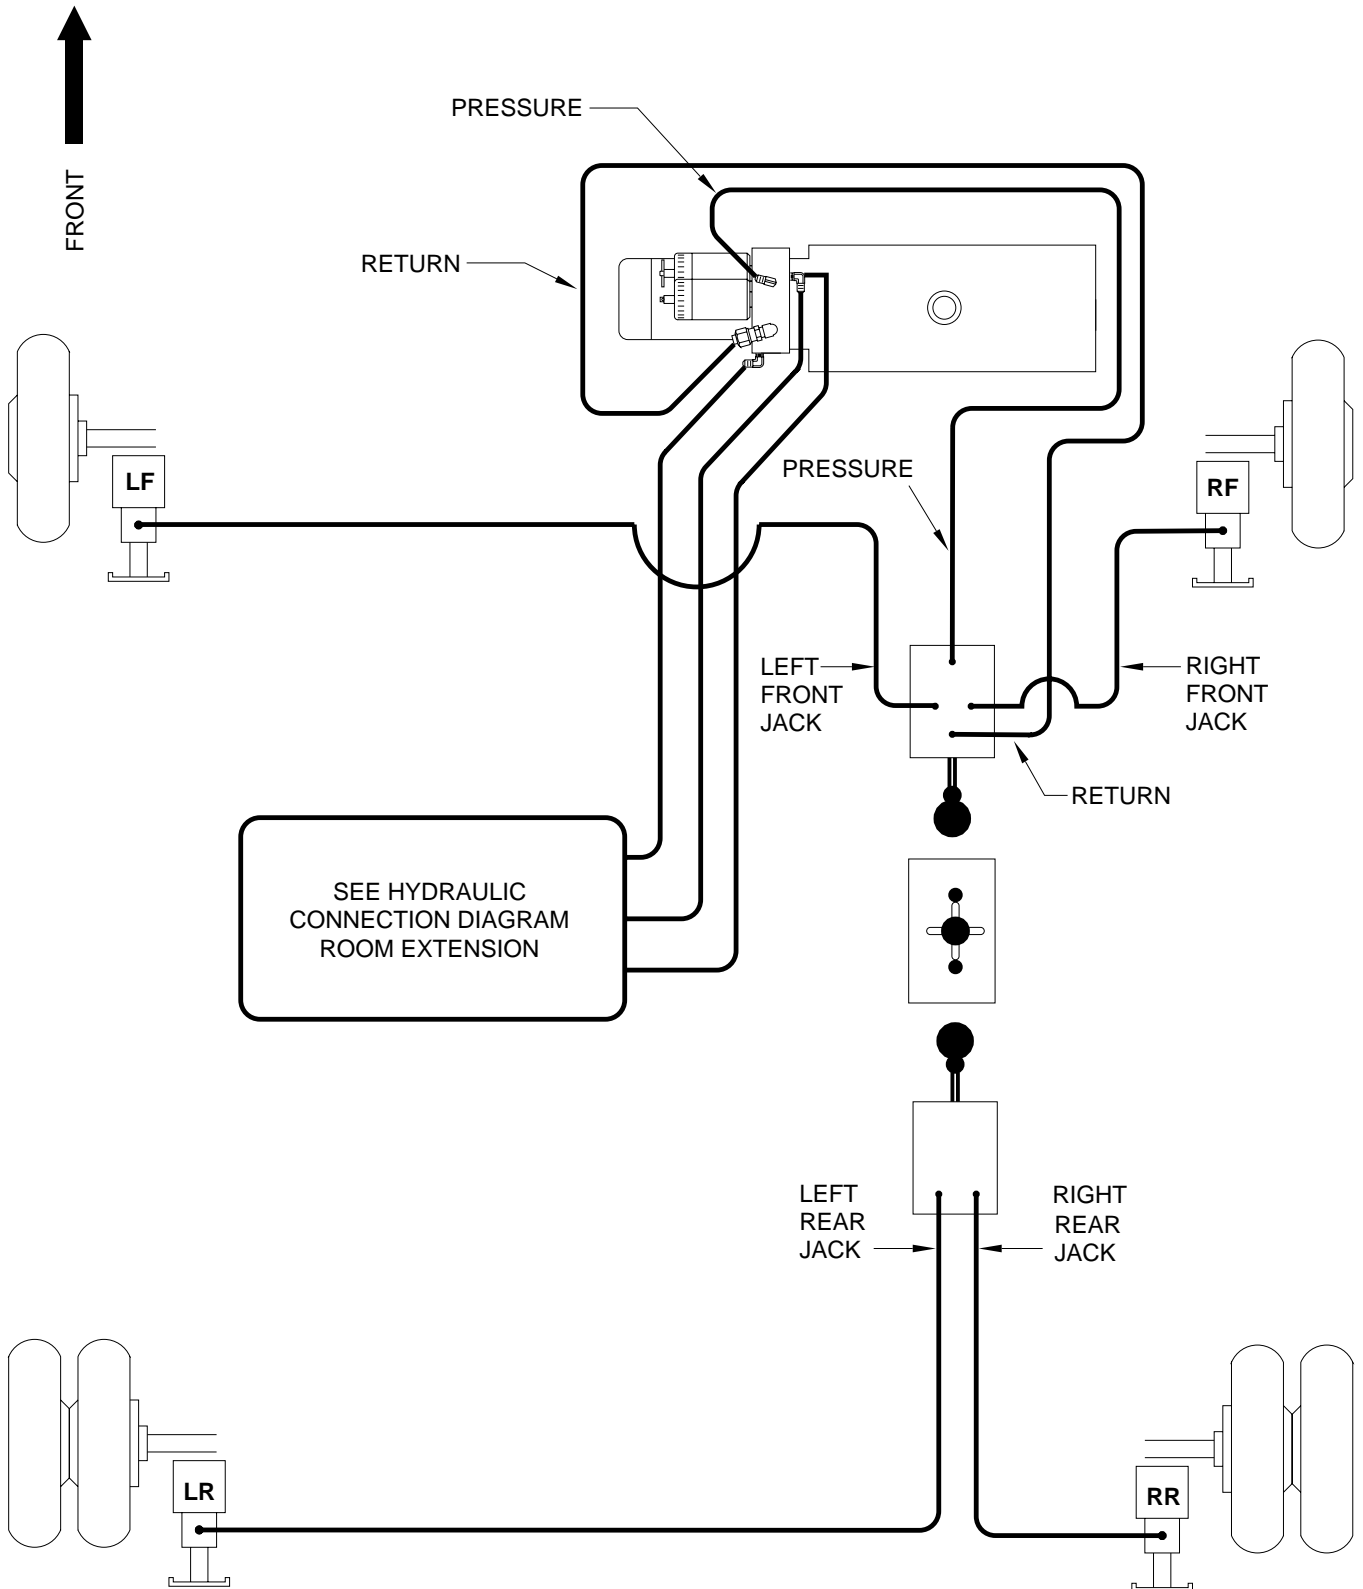 PRESSURE
FRONT
RETURN
LF
PRESSURE
RF
LEFT
FRONT
JACK
RIGHT
FRONT
JACK
RETURN
SEE HYDRAULIC
CONNECTION DIAGRAM
ROOM EXTENSION
LEFT
REAR
JACK
RIGHT
REAR
JACK
LR
RR